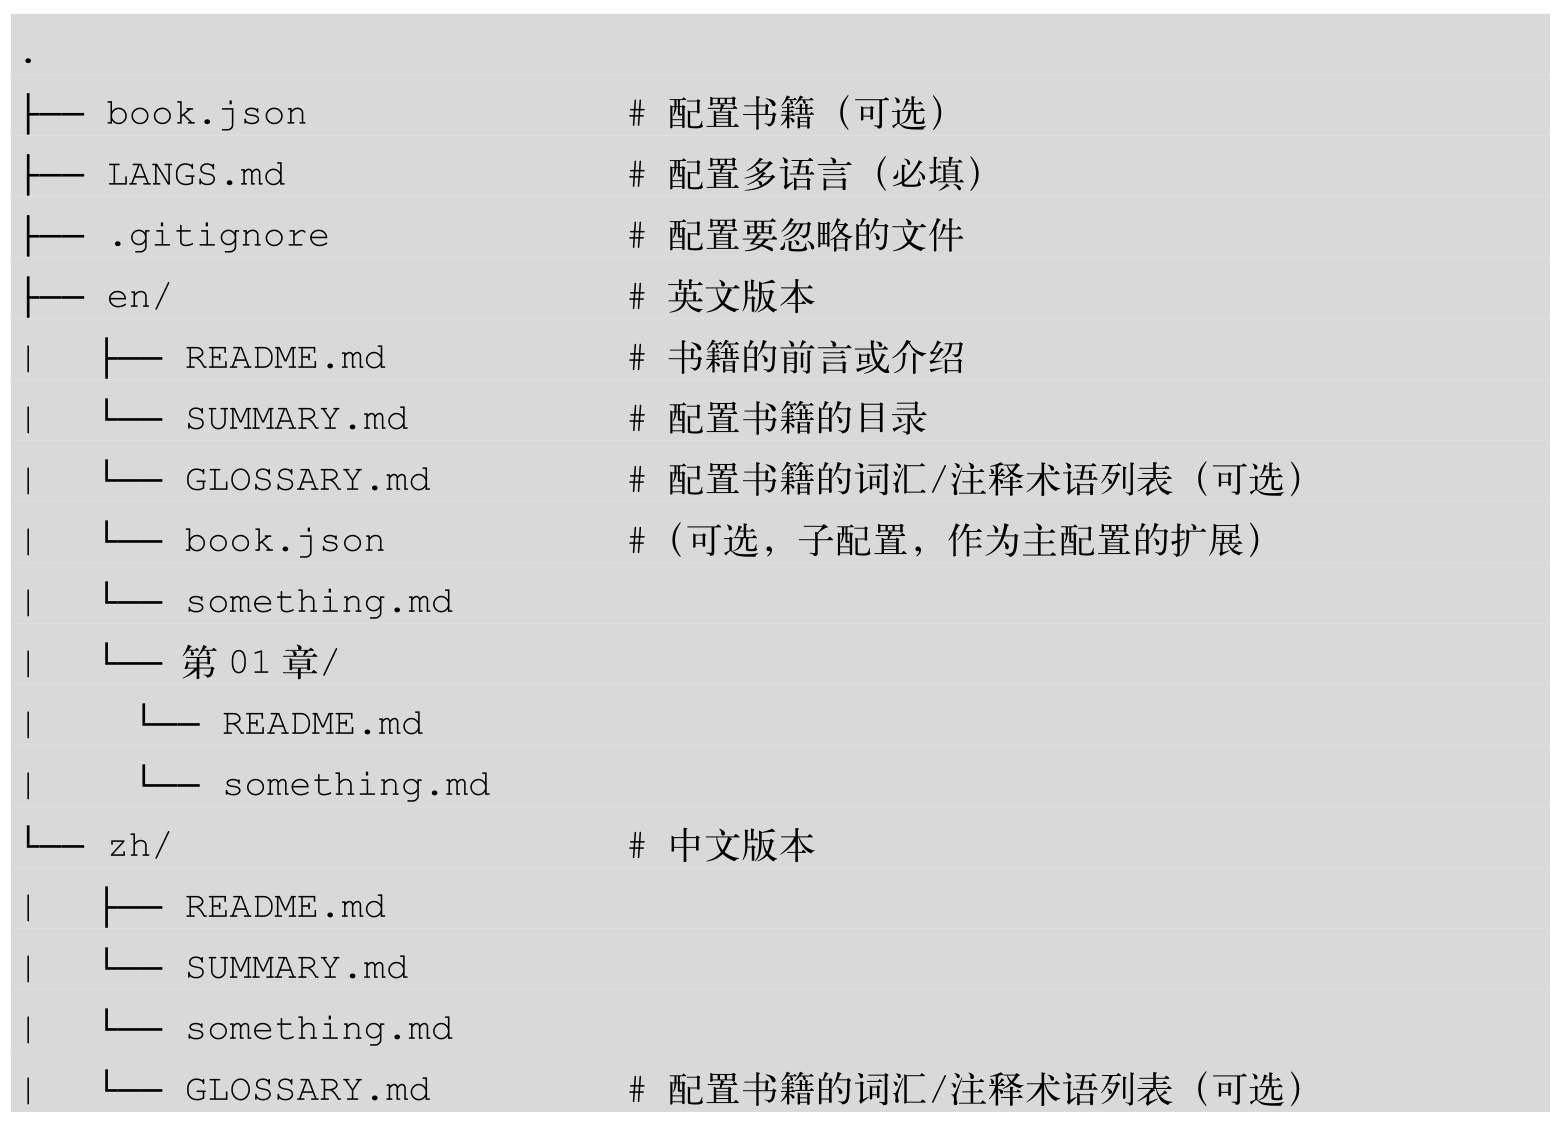 .
├── book.json # 配置书籍（可选）
├── LANGS.md # 配置多语言（必填）
├── .gitignore # 配置要忽略的文件
├── en/ # 英文版本
| ├── README.md # 书籍的前言或介绍
| └── SUMMARY.md # 配置书籍的目录
| └── GLOSSARY.md # 配置书籍的词汇/注释术语列表（可选）
| └── book.json #（可选，子配置，作为主配置的扩展）
| └── something.md
| └── 第 01 章/
| └── README.md
| └── something.md
└── zh/ # 中文版本
| ├── README.md
| └── SUMMARY.md
| └── something.md
| └── GLOSSARY.md # 配置书籍的词汇/注释术语列表（可选）